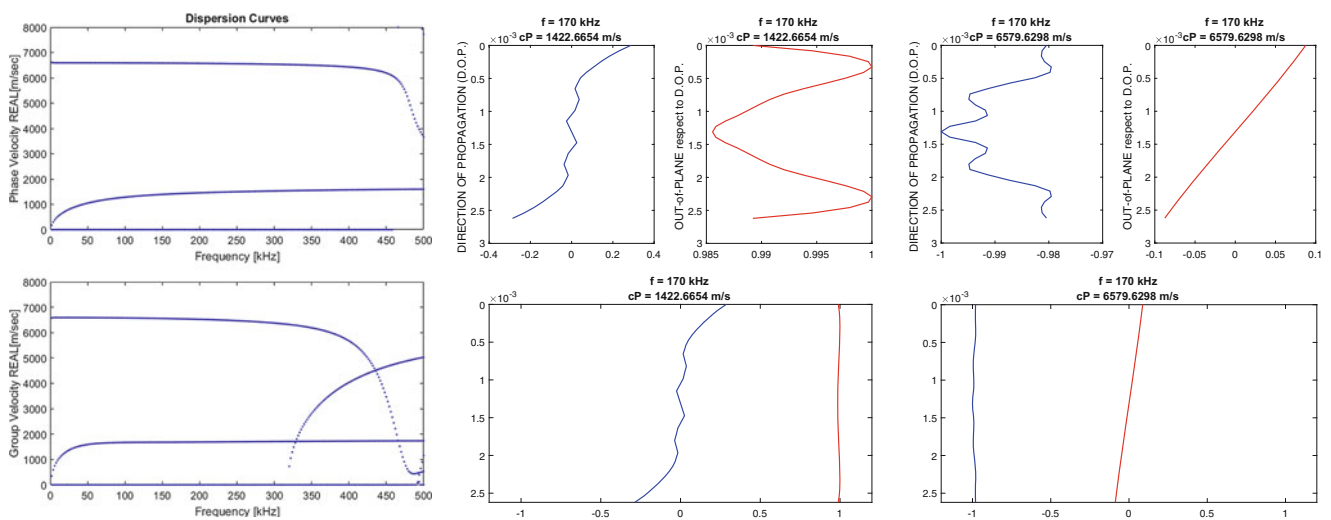 Dispersion Curves
Phase Velocity REAL[m/sec]
8000
7000
6000
5000
4000
3000
2000
1000
0
0 50 100 150 200 250 300 350 400 450 500
Frequency [kHz]
f = 170 kHz
cP = 1422.6654 m/s
×10⁻³
DIRECTION OF PROPAGATION (D.O.P.)
0
0.5
1
1.5
2
2.5
3
-0.4 -0.2 0 0.2 0.4
f = 170 kHz
cP = 1422.6654 m/s
×10⁻³
OUT-of-PLANE respect to D.O.P.
0
0.5
1
1.5
2
2.5
3
0.985 0.99 0.995 1
f = 170 kHz
cP = 6579.6298 m/s
×10⁻³
DIRECTION OF PROPAGATION (D.O.P.)
0
0.5
1
1.5
2
2.5
3
-1 -0.99 -0.98 -0.97
f = 170 kHz
cP = 6579.6298 m/s
×10⁻³
OUT-of-PLANE respect to D.O.P.
0
0.5
1
1.5
2
2.5
3
-0.1 -0.05 0 0.05 0.1
Group Velocity REAL[m/sec]
8000
7000
6000
5000
4000
3000
2000
1000
0
0 50 100 150 200 250 300 350 400 450 500
Frequency [kHz]
f = 170 kHz
cP = 1422.6654 m/s
×10⁻³
0
0.5
1
1.5
2
2.5
-1 -0.5 0 0.5 1
f = 170 kHz
cP = 6579.6298 m/s
×10⁻³
0
0.5
1
1.5
2
2.5
-1 -0.5 0 0.5 1